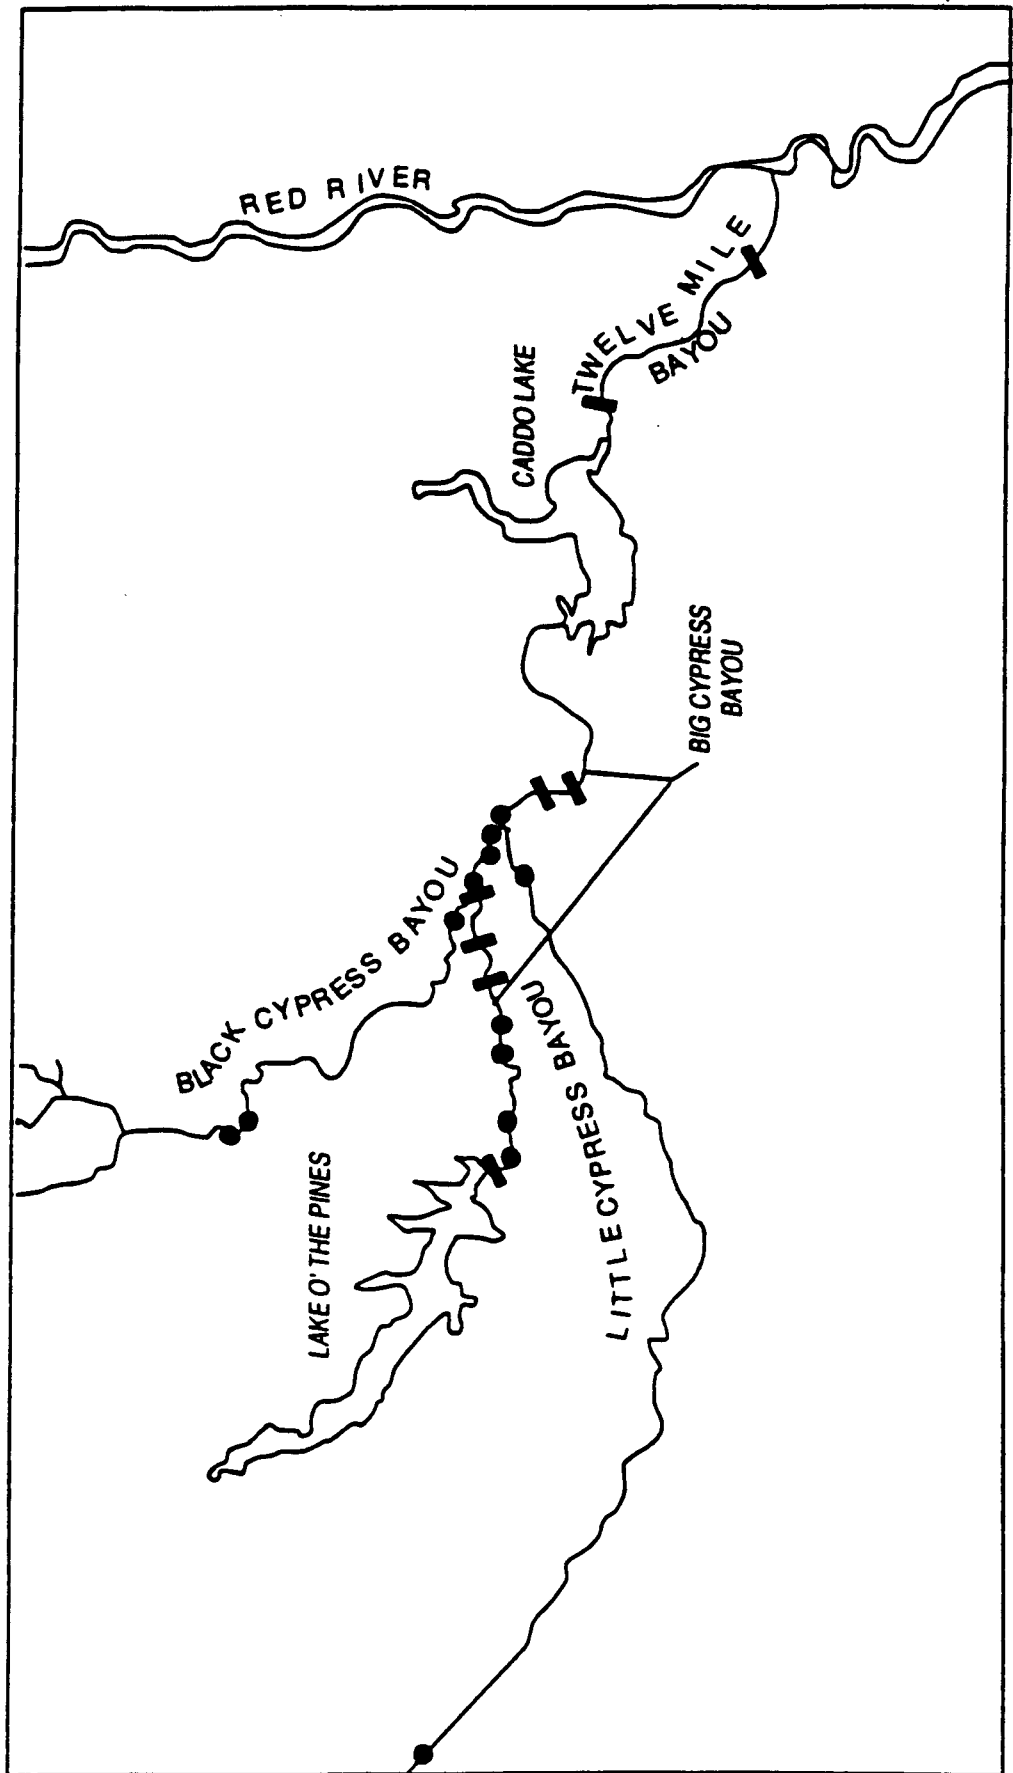 RED RIVER
TWELVE MILE
BAYOU
CADDO LAKE
BIG CYPRESS
BAYOU
BLACK CYPRESS BAYOU
LITTLE CYPRESS BAYOU
LAKE O' THE PINES